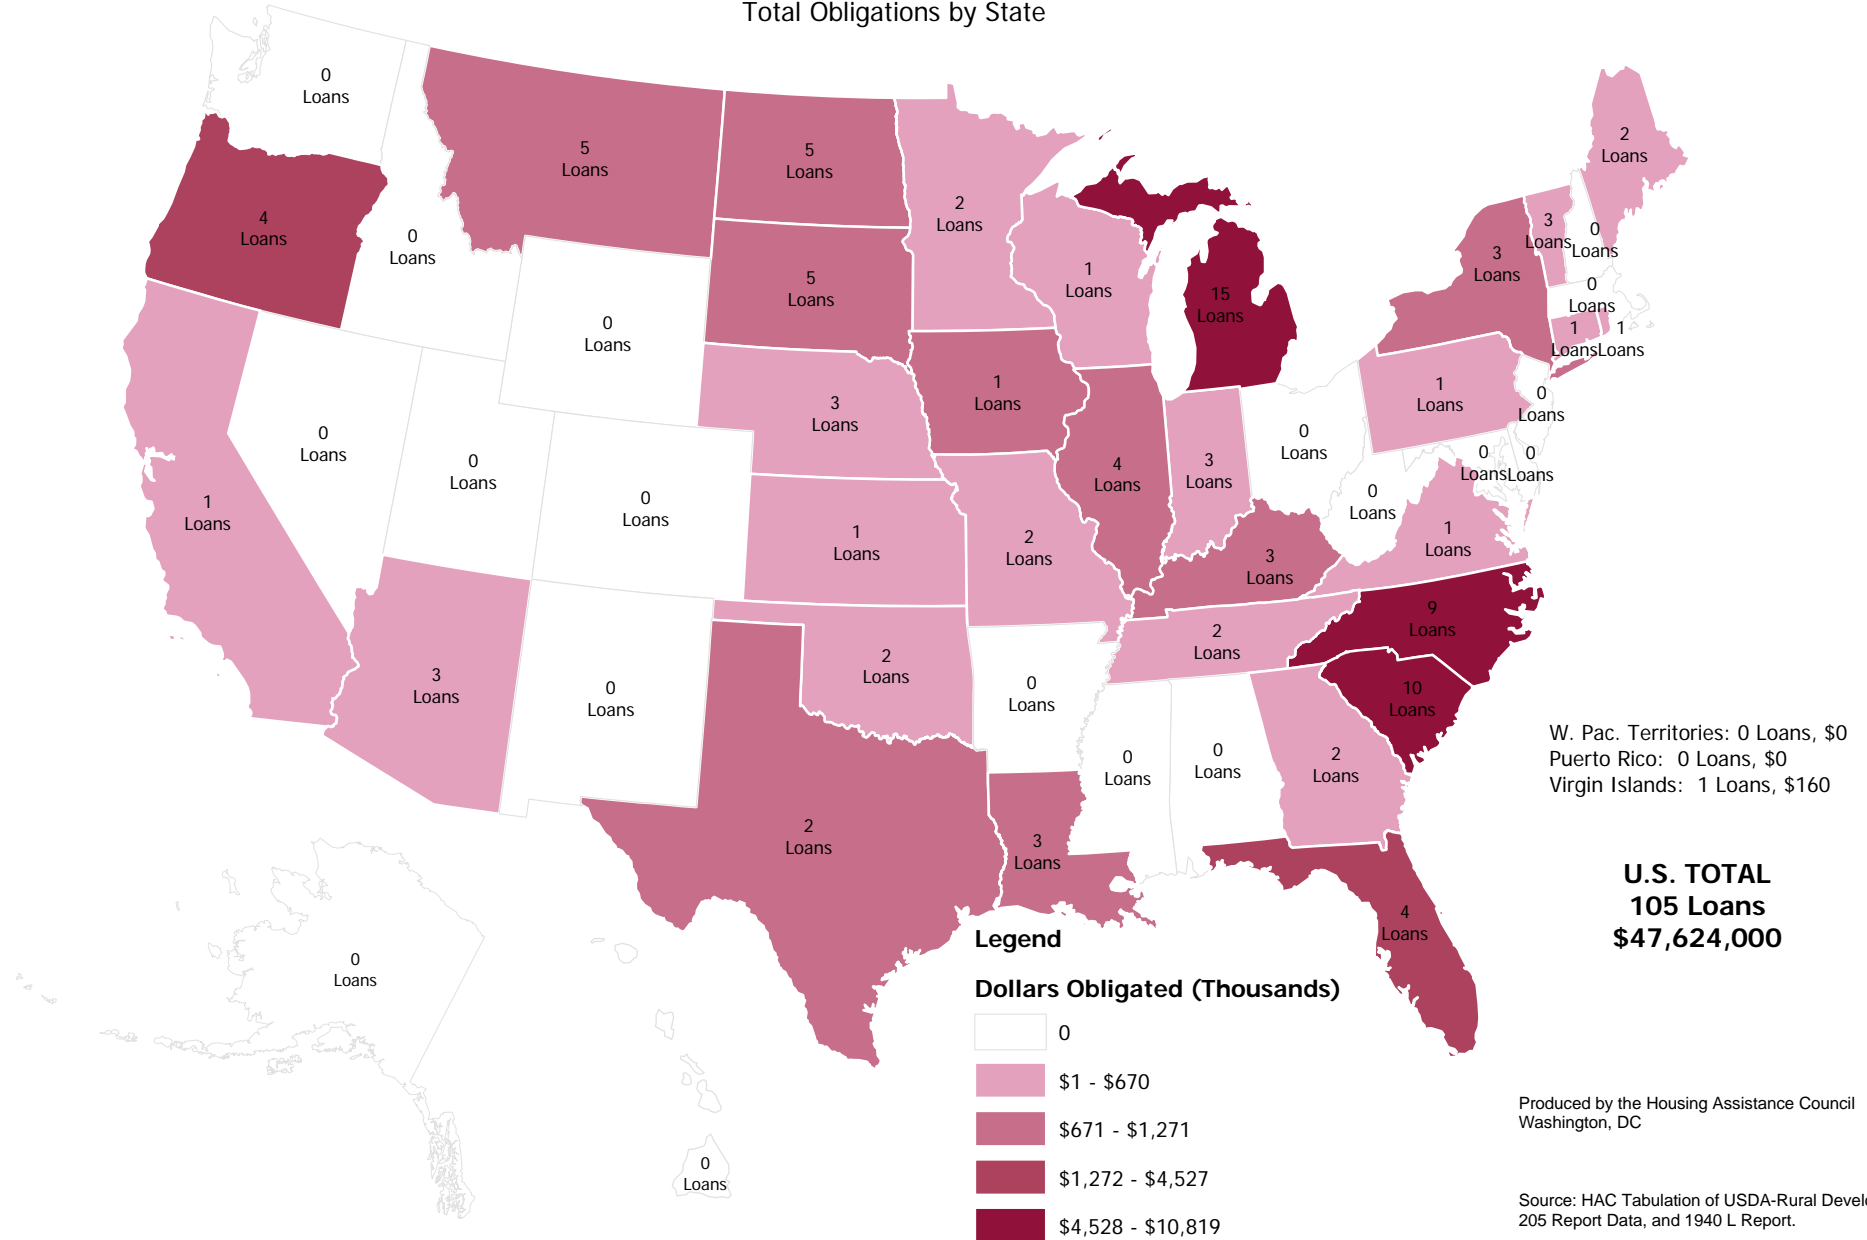 Total Obligations by State
0
Loans
4
Loans
0
Loans
5
Loans
5
Loans
5
Loans
0
Loans
2
Loans
1
Loans
15
Loans
2
Loans
3
Loans
0
Loans
3
Loans
0
Loans
1
Loans
1
Loans
0
Loans
1
Loans
0
Loans
0
Loans
0
Loans
0
Loans
1
Loans
3
Loans
4
Loans
1
Loans
3
Loans
0
Loans
0
Loans
0
Loans
1
Loans
1
Loans
2
Loans
3
Loans
1
Loans
9
Loans
10
Loans
2
Loans
2
Loans
0
Loans
0
Loans
3
Loans
2
Loans
0
Loans
0
Loans
2
Loans
3
Loans
4
Loans
0
Loans
0
Loans
W. Pac. Territories: 0 Loans, $0
Puerto Rico: 0 Loans, $0
Virgin Islands: 1 Loans, $160
U.S. TOTAL
105 Loans
$47,624,000
Legend
Dollars Obligated (Thousands)
0
$1 - $670
$671 - $1,271
$1,272 - $4,527
$4,528 - $10,819
Produced by the Housing Assistance Council
Washington, DC
Source: HAC Tabulation of USDA-Rural Devel
205 Report Data, and 1940 L Report.